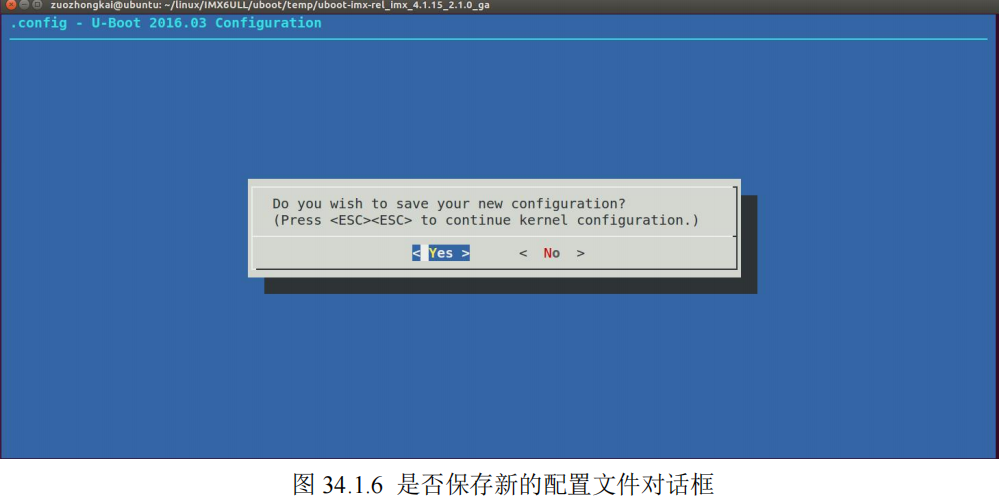 zuozhongkai@ubuntu: ~/linux/IMX6ULL/uboot/temp/uboot-imx-rel_imx_4.1.15_2.1.0_ga
.config - U-Boot 2016.03 Configuration
Do you wish to save your new configuration?
(Press <ESC><ESC> to continue kernel configuration.)
< Yes > < No >
图 34.1.6 是否保存新的配置文件对话框